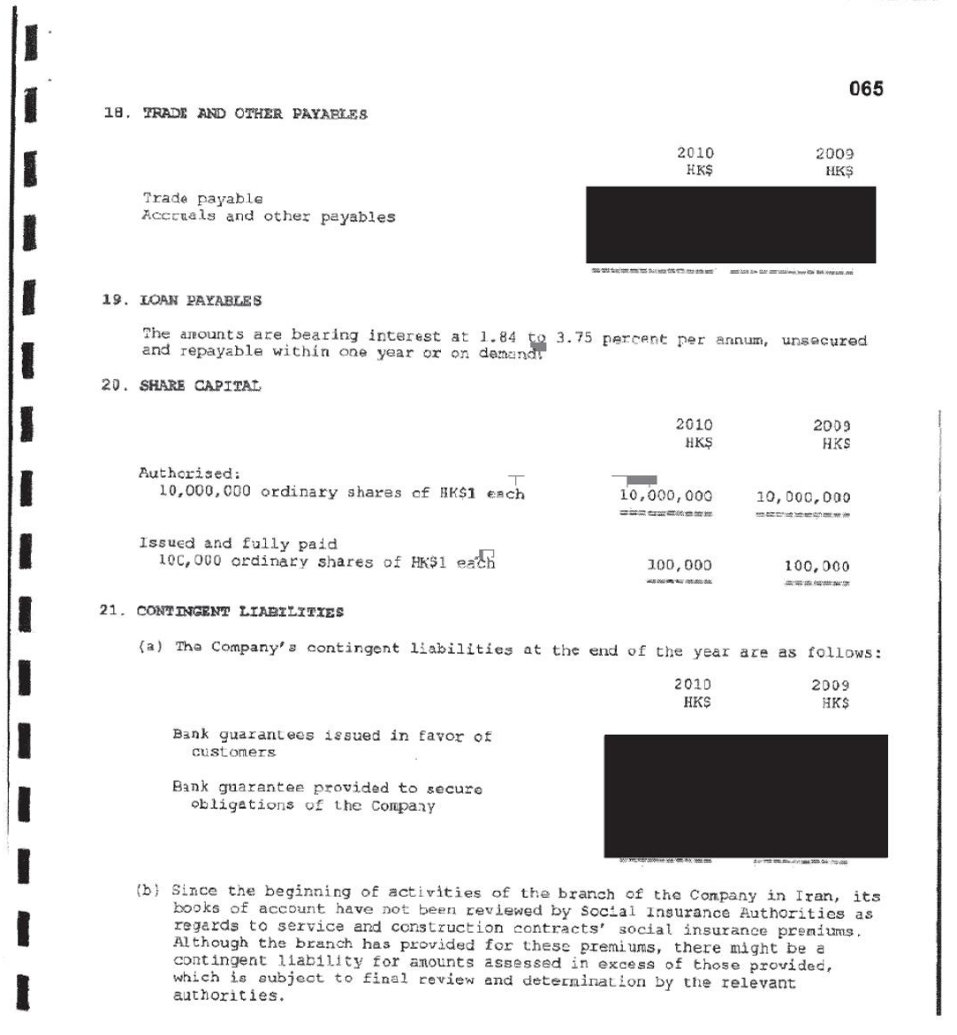 065
18. TRADE AND OTHER PAYABLES
2010 2009
HK$ HK$
Trade payable
Accruals and other payables
19. LOAN PAYABLES
The amounts are bearing interest at 1.84 to 3.75 percent per annum, unsecured
and repayable within one year or on demand.
20. SHARE CAPITAL
2010 2009
HK$ HK$
Authorised:
10,000,000 ordinary shares of HK$1 each 10,000,000 10,000,000
Issued and fully paid
100,000 ordinary shares of HK$1 each 100,000 100,000
21. CONTINGENT LIABILITIES
(a) The Company's contingent liabilities at the end of the year are as follows:
2010 2009
HK$ HK$
Bank guarantees issued in favor of
customers
Bank guarantee provided to secure
obligations of the Company
(b) Since the beginning of activities of the branch of the Company in Iran, its
books of account have not been reviewed by Social Insurance Authorities as
regards to service and construction contracts' social insurance premiums.
Although the branch has provided for these premiums, there might be a
contingent liability for amounts assessed in excess of those provided,
which is subject to final review and determination by the relevant
authorities.